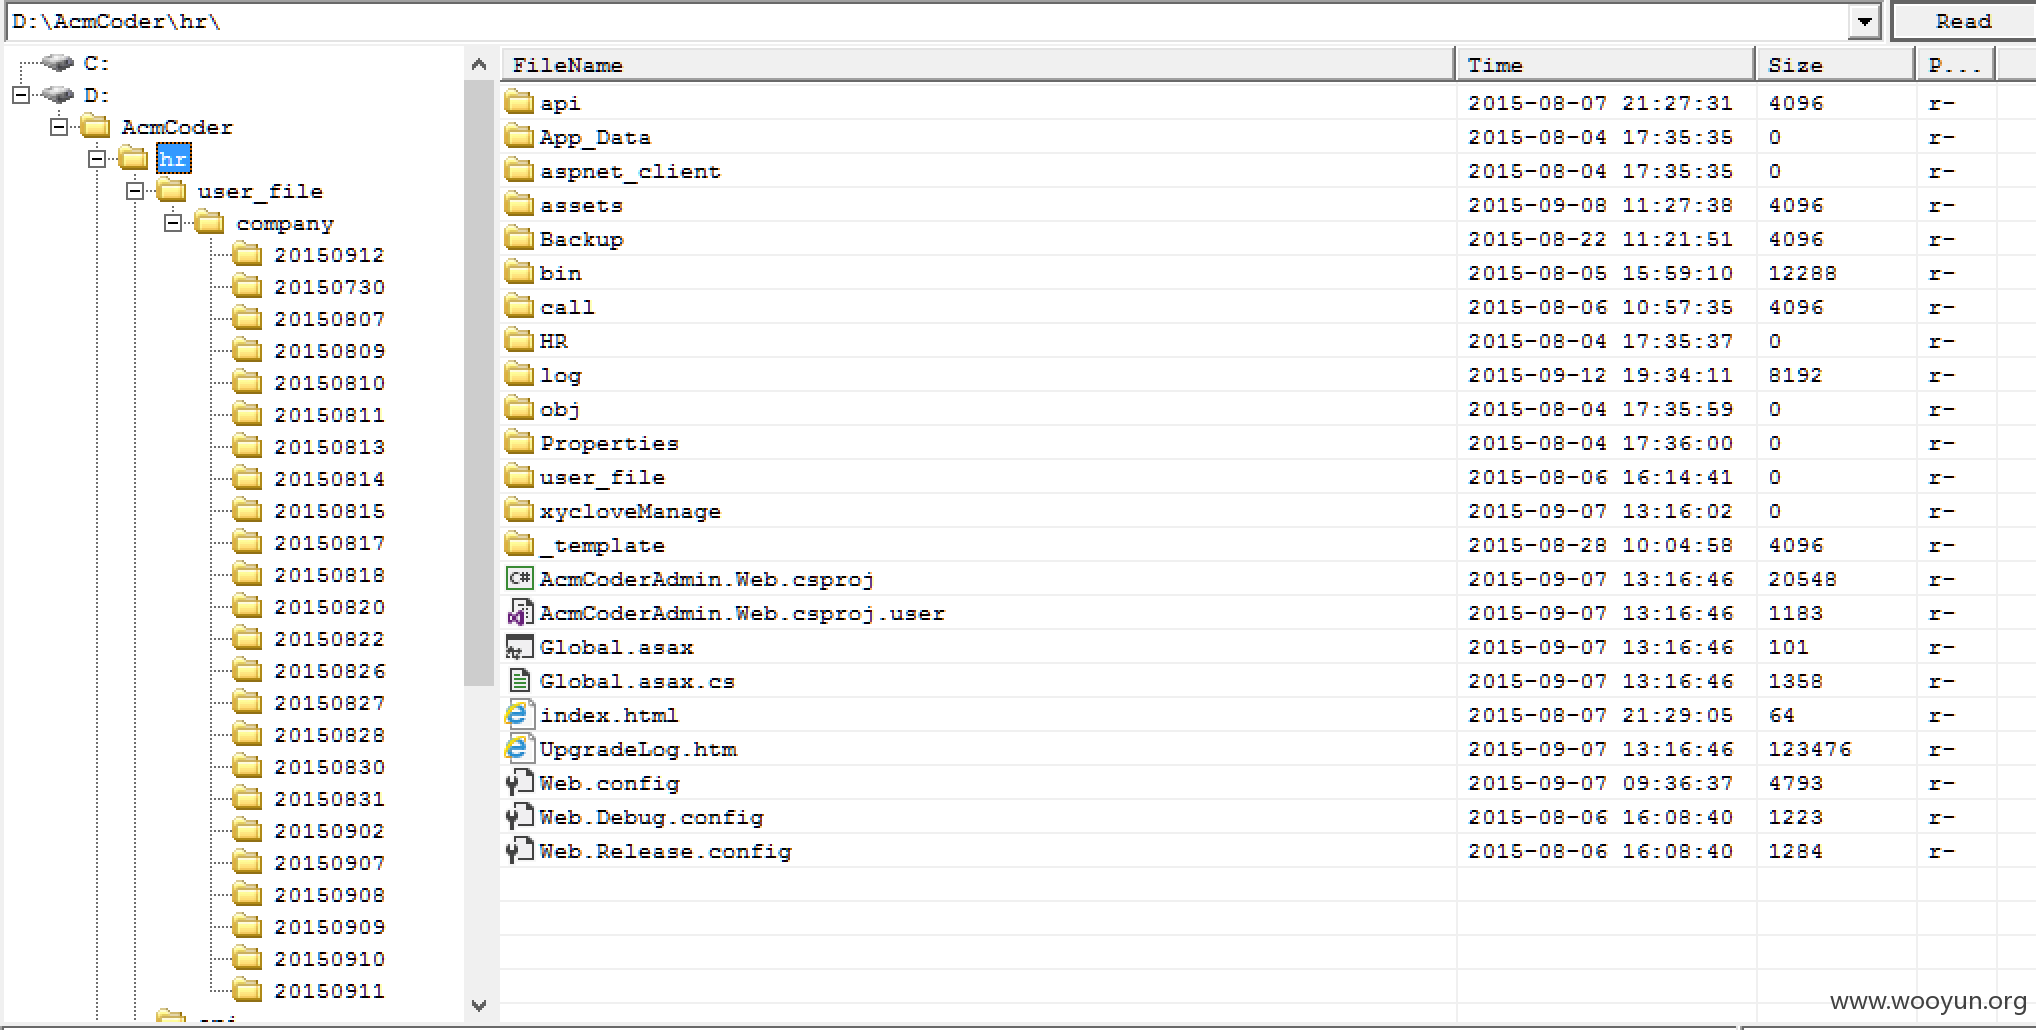 D:\AcmCoder\hr\
Read
C:
D:
AcmCoder
hr
user_file
company
20150912
20150730
20150807
20150809
20150810
20150811
20150813
20150814
20150815
20150817
20150818
20150820
20150822
20150826
20150827
20150828
20150830
20150831
20150902
20150907
20150908
20150909
20150910
20150911
FileName Time Size P...
api 2015-08-07 21:27:31 4096 r-
App_Data 2015-08-04 17:35:35 0 r-
aspnet_client 2015-08-04 17:35:35 0 r-
assets 2015-09-08 11:27:38 4096 r-
Backup 2015-08-22 11:21:51 4096 r-
bin 2015-08-05 15:59:10 12288 r-
call 2015-08-06 10:57:35 4096 r-
HR 2015-08-04 17:35:37 0 r-
log 2015-09-12 19:34:11 8192 r-
obj 2015-08-04 17:35:59 0 r-
Properties 2015-08-04 17:36:00 0 r-
user_file 2015-08-06 16:14:41 0 r-
xycloveManage 2015-09-07 13:16:02 0 r-
_template 2015-08-28 10:04:58 4096 r-
C# AcmCoderAdmin.Web.csproj 2015-09-07 13:16:46 20548 r-
AcmCoderAdmin.Web.csproj.user 2015-09-07 13:16:46 1183 r-
Global.asax 2015-09-07 13:16:46 101 r-
Global.asax.cs 2015-09-07 13:16:46 1358 r-
index.html 2015-08-07 21:29:05 64 r-
UpgradeLog.htm 2015-09-07 13:16:46 123476 r-
Web.config 2015-09-07 09:36:37 4793 r-
Web.Debug.config 2015-08-06 16:08:40 1223 r-
Web.Release.config 2015-08-06 16:08:40 1284 r-
www.wooyun.org